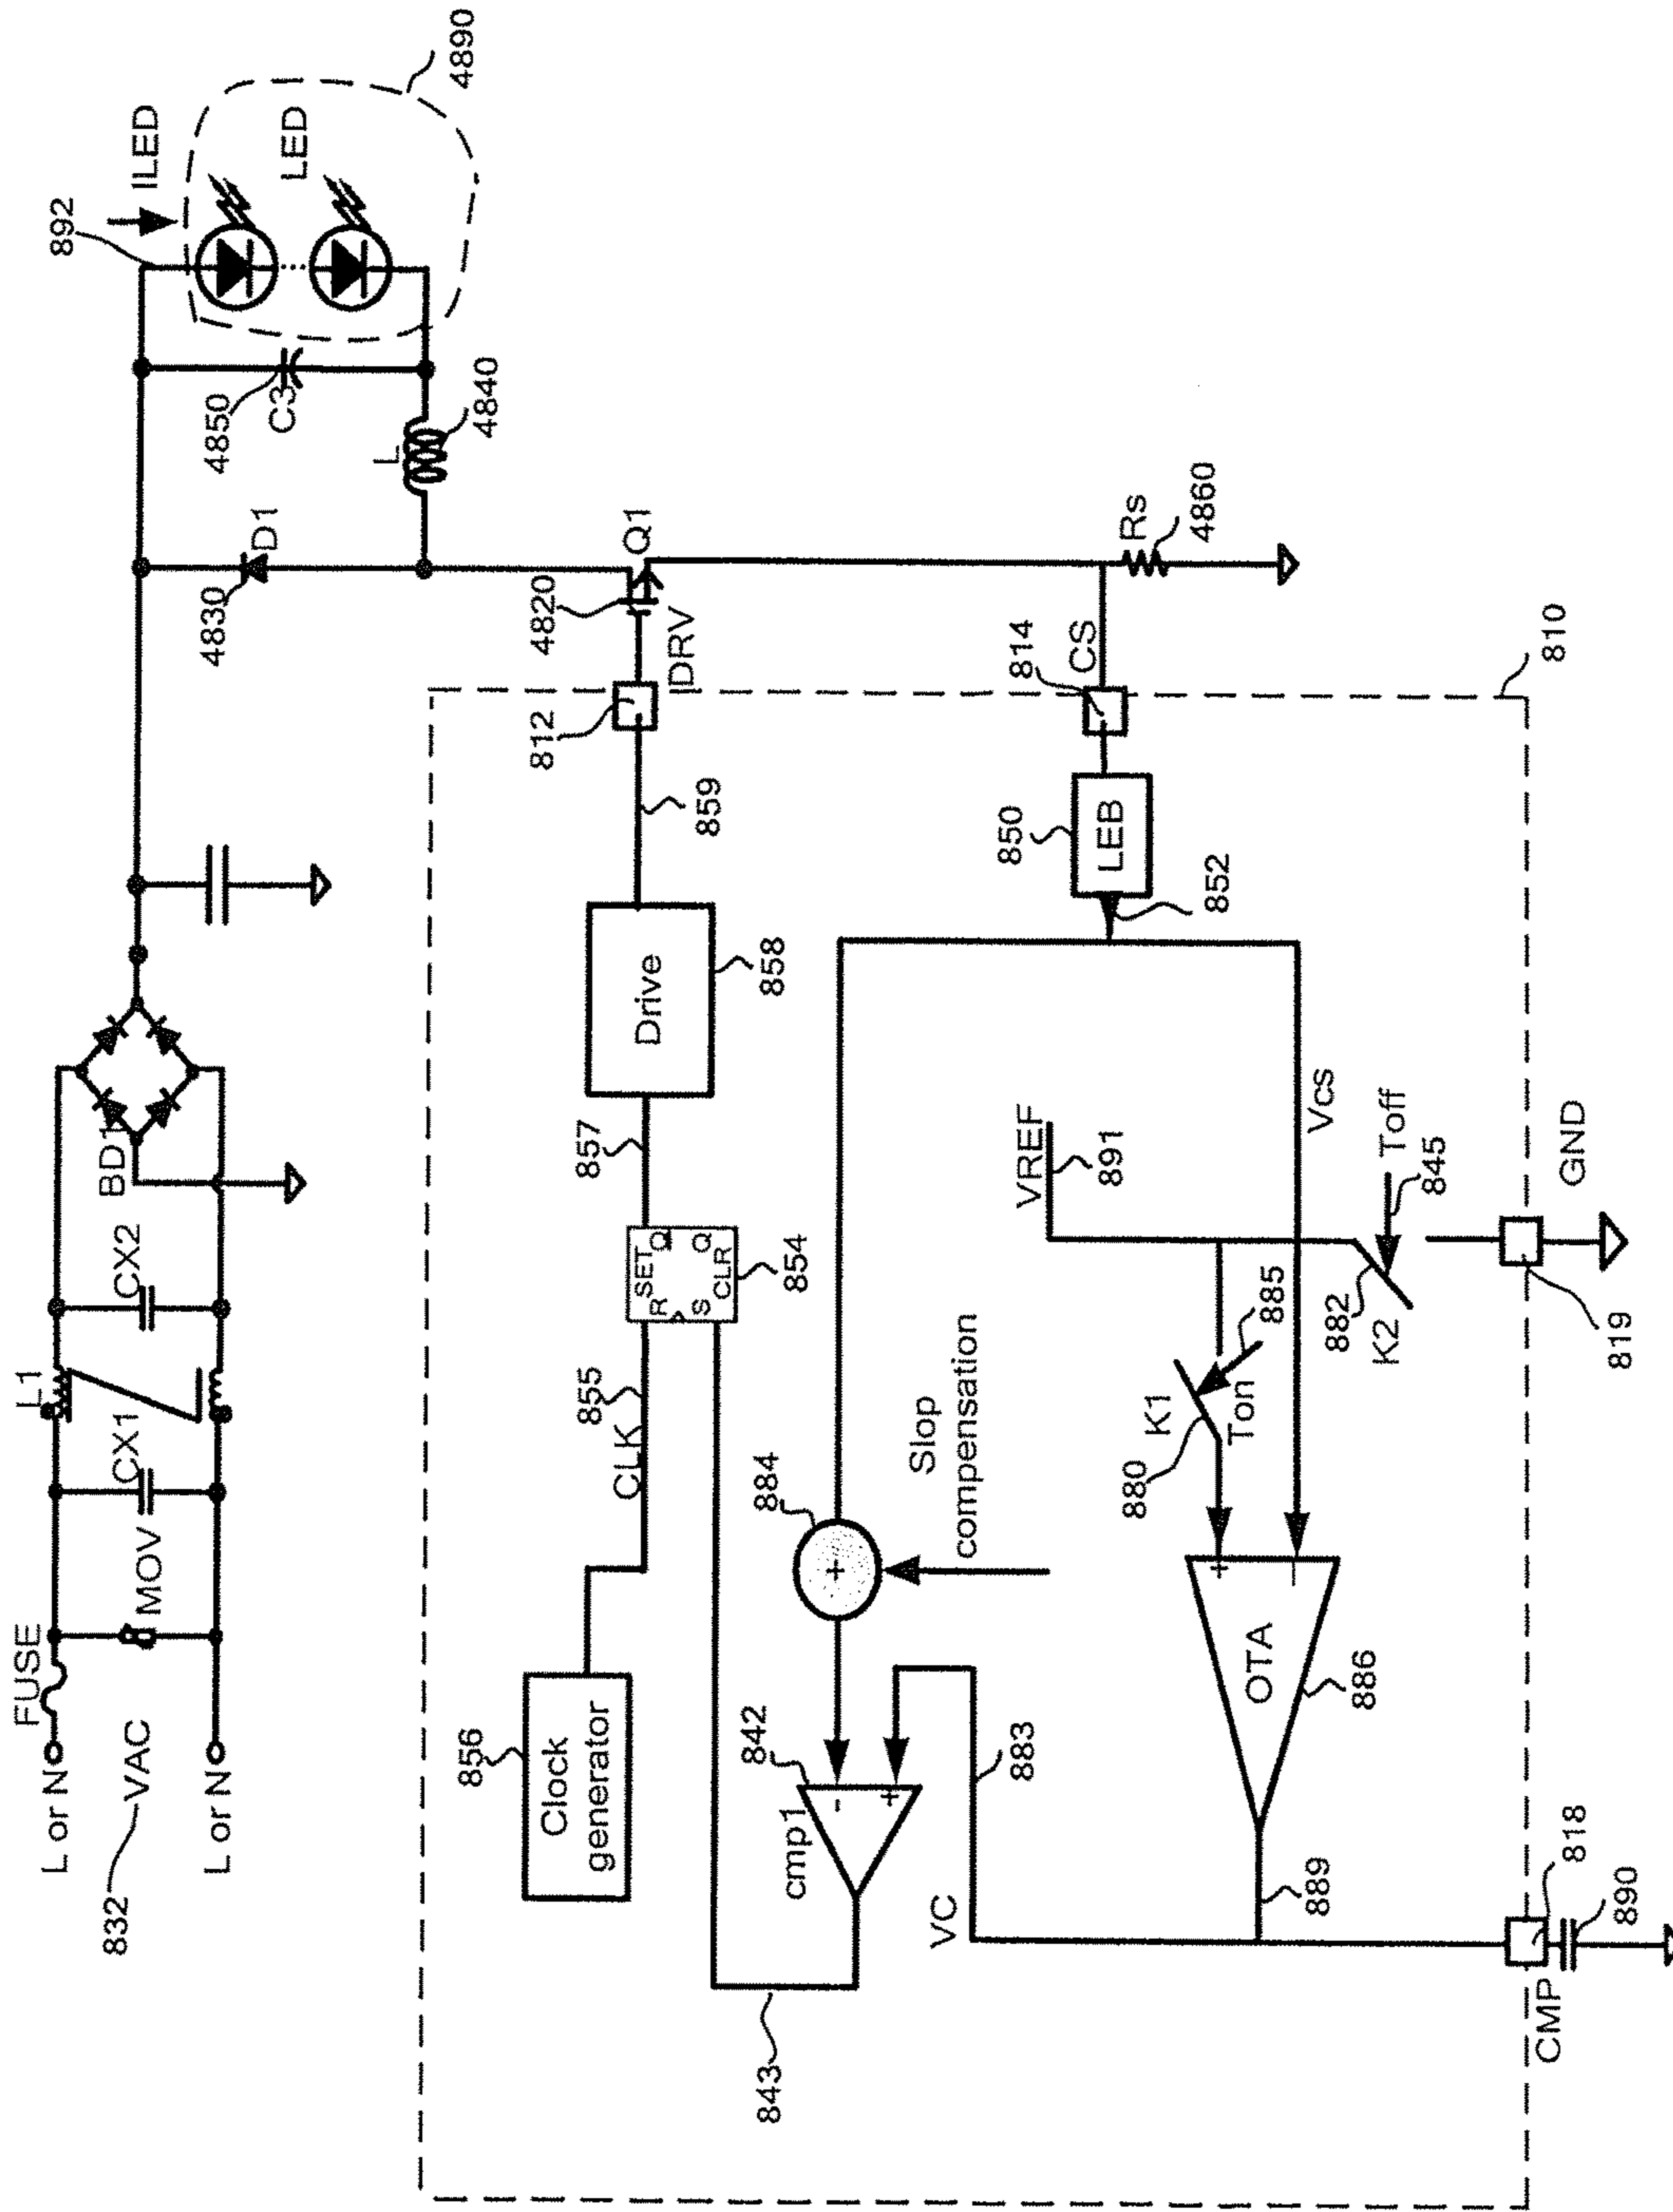 L or N
FUSE
L1
832
VAC
MOV
CX1
CX2
BD1
L or N
892
ILED
LED
4890
4850
C3
4830
D1
L
4840
4820
Q1
DRV
812
859
Drive
858
857
SET
Q
R
S
Q
CLR
854
855
CLK
856
Clock
generator
814
CS
Rs
4860
810
850
LEB
852
884
+
Slop
compensation
842
cmp1
-
+
843
883
VC
VREF
891
Vcs
K1
880
Ton
885
Toff
845
882
K2
+
-
OTA
886
889
GND
819
818
CMP
890